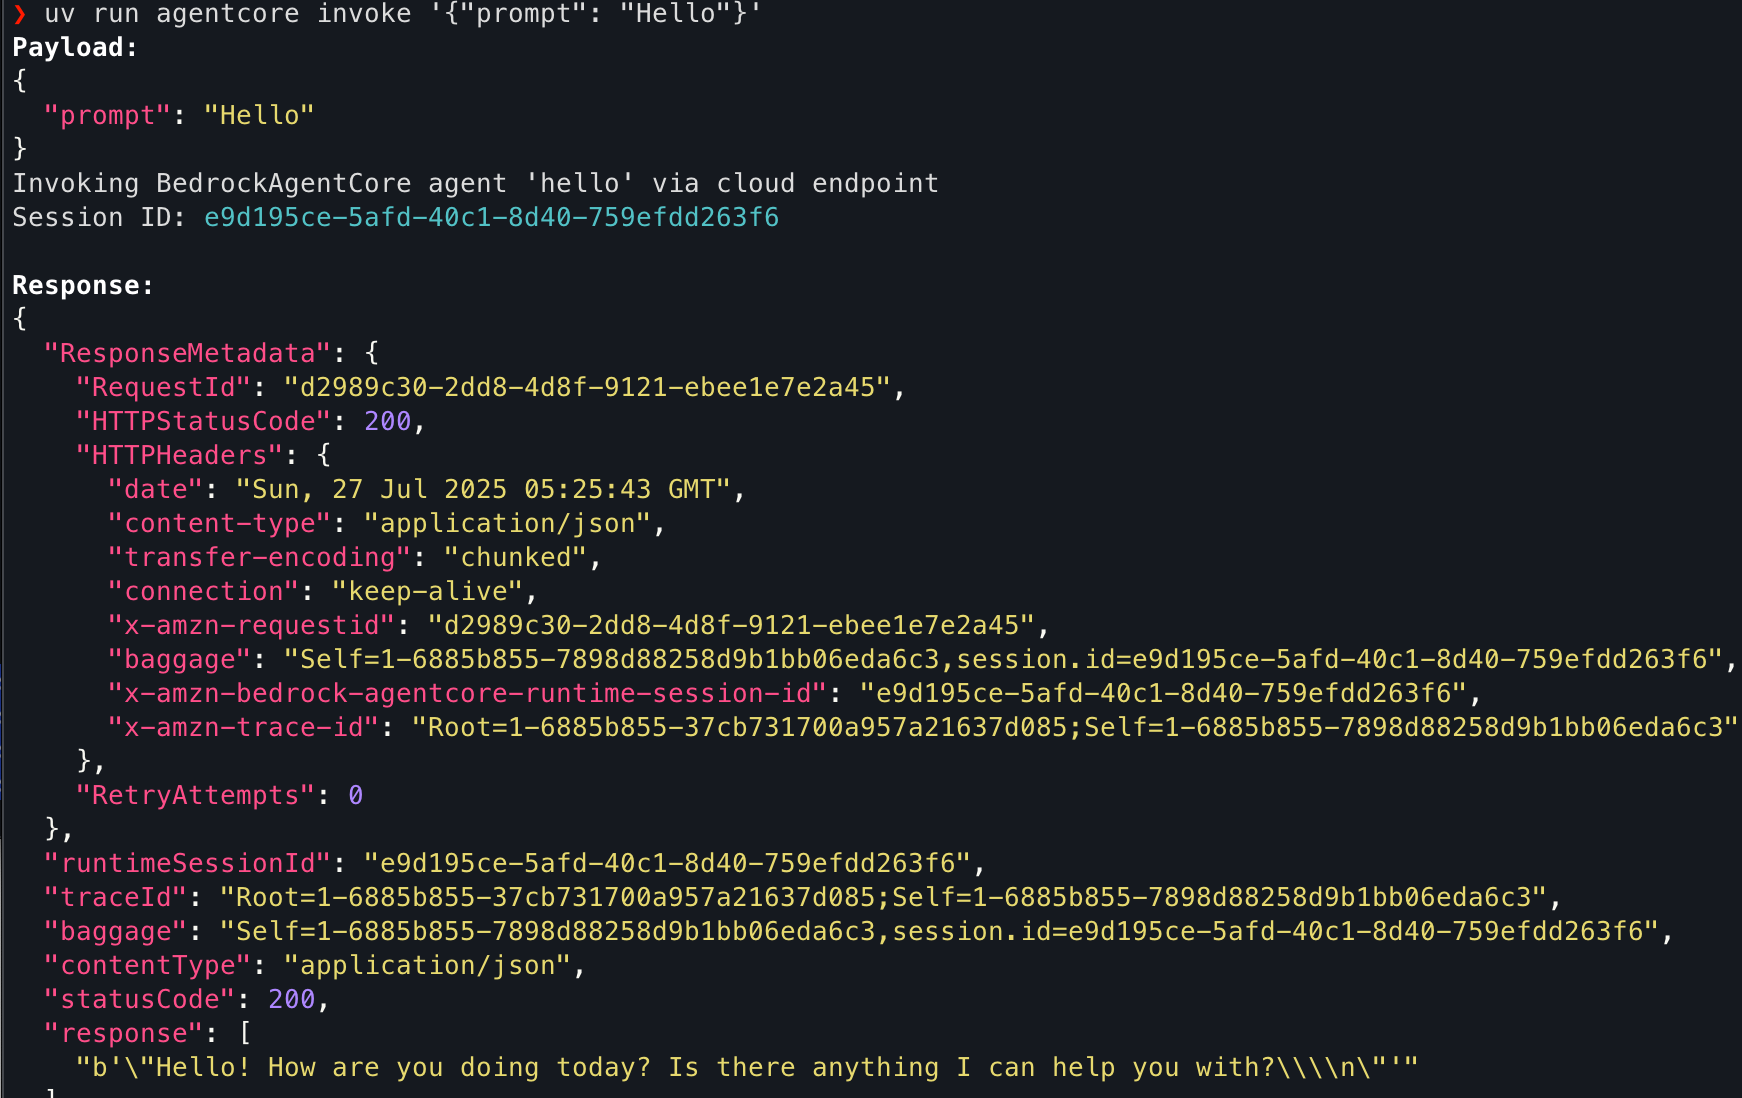 ❯ uv run agentcore invoke '{"prompt": "Hello"}'
Payload:
{
  "prompt": "Hello"
}
Invoking BedrockAgentCore agent 'hello' via cloud endpoint
Session ID: e9d195ce-5afd-40c1-8d40-759efdd263f6

Response:
{
  "ResponseMetadata": {
    "RequestId": "d2989c30-2dd8-4d8f-9121-ebee1e7e2a45",
    "HTTPStatusCode": 200,
    "HTTPHeaders": {
      "date": "Sun, 27 Jul 2025 05:25:43 GMT",
      "content-type": "application/json",
      "transfer-encoding": "chunked",
      "connection": "keep-alive",
      "x-amzn-requestid": "d2989c30-2dd8-4d8f-9121-ebee1e7e2a45",
      "baggage": "Self=1-6885b855-7898d88258d9b1bb06eda6c3,session.id=e9d195ce-5afd-40c1-8d40-759efdd263f6",
      "x-amzn-bedrock-agentcore-runtime-session-id": "e9d195ce-5afd-40c1-8d40-759efdd263f6",
      "x-amzn-trace-id": "Root=1-6885b855-37cb731700a957a21637d085;Self=1-6885b855-7898d88258d9b1bb06eda6c3"
    },
    "RetryAttempts": 0
  },
  "runtimeSessionId": "e9d195ce-5afd-40c1-8d40-759efdd263f6",
  "traceId": "Root=1-6885b855-37cb731700a957a21637d085;Self=1-6885b855-7898d88258d9b1bb06eda6c3",
  "baggage": "Self=1-6885b855-7898d88258d9b1bb06eda6c3,session.id=e9d195ce-5afd-40c1-8d40-759efdd263f6",
  "contentType": "application/json",
  "statusCode": 200,
  "response": [
    "b'\"Hello! How are you doing today? Is there anything I can help you with?\\\\n\"'"
  ]